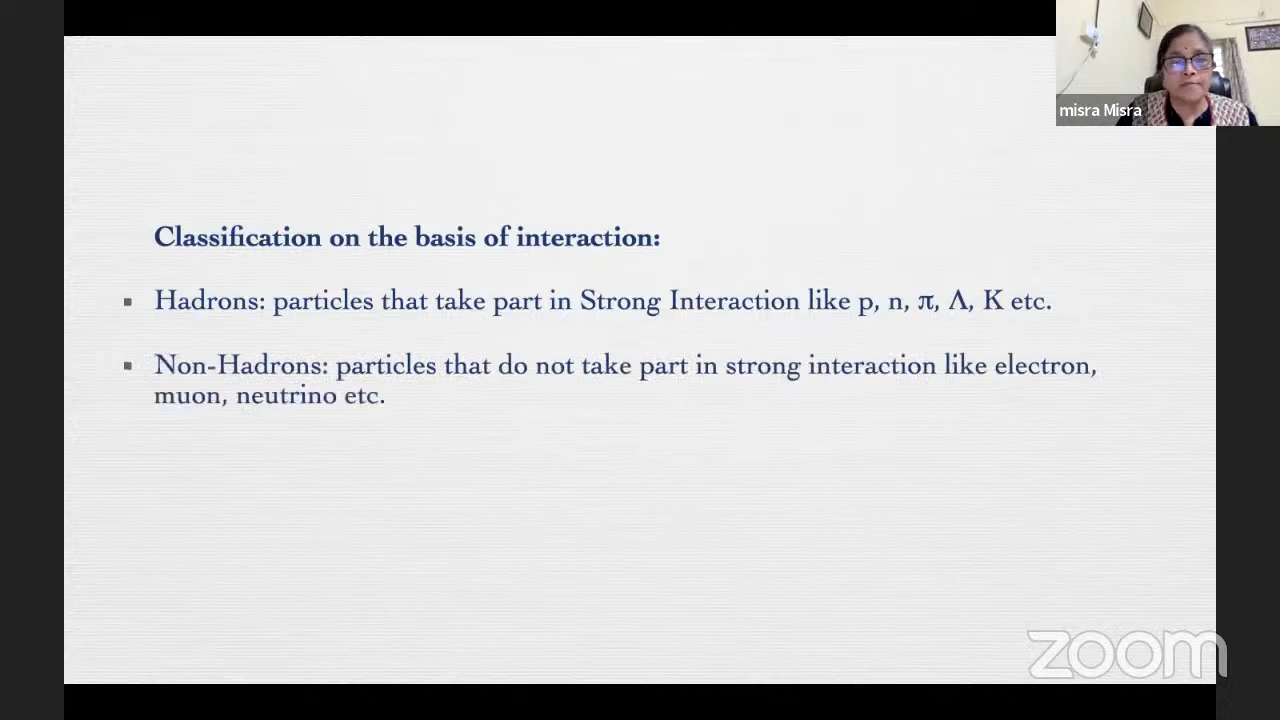 misra Misra
Classification on the basis of interaction:
▪ Hadrons: particles that take part in Strong Interaction like p, n, π, Λ, K etc.
▪ Non-Hadrons: particles that do not take part in strong interaction like electron,
muon, neutrino etc.
zoom